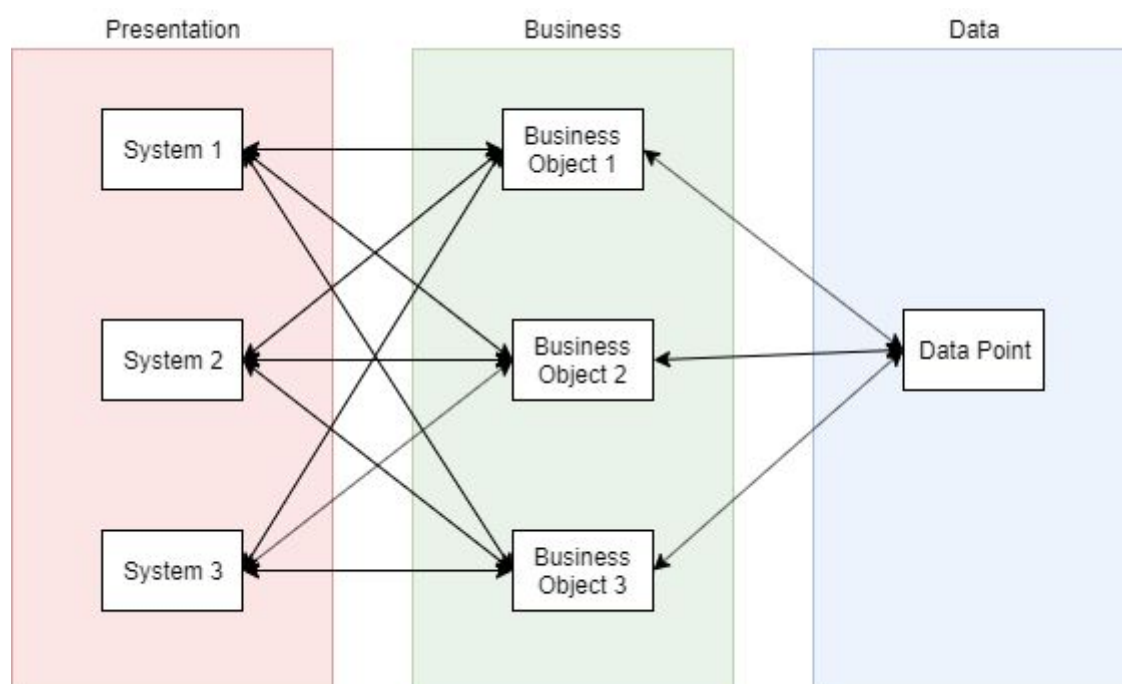 Presentation
Business
Data
System 1
Business
Object 1
System 2
Business
Object 2
Data Point
System 3
Business
Object 3